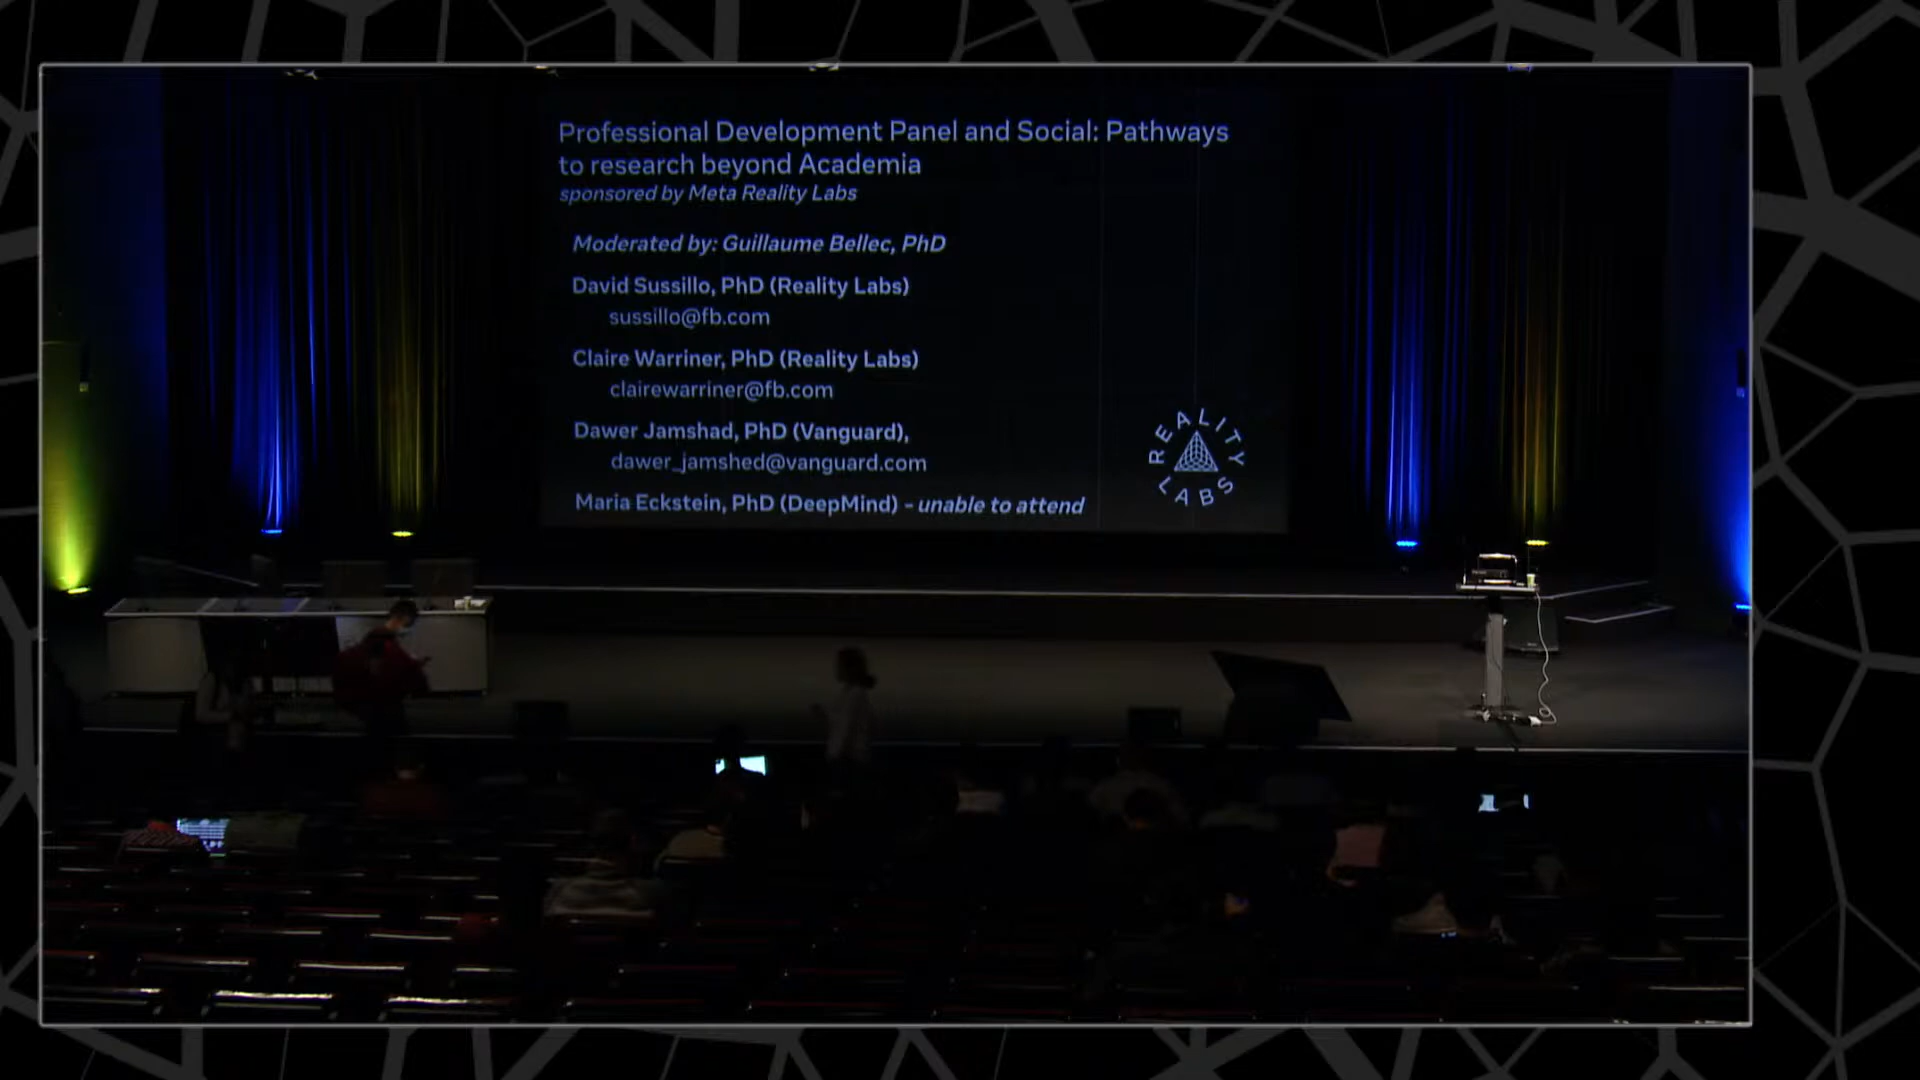 Professional Development Panel and Social: Pathways
to research beyond Academia
sponsored by Meta Reality Labs
Moderated by: Guillaume Bellec, PhD
David Sussillo, PhD (Reality Labs)
sussillo@fb.com
Claire Warriner, PhD (Reality Labs)
clairewarriner@fb.com
Dawer Jamshad, PhD (Vanguard),
dawer_jamshed@vanguard.com
Maria Eckstein, PhD (DeepMind) - unable to attend
REALITY
LABS